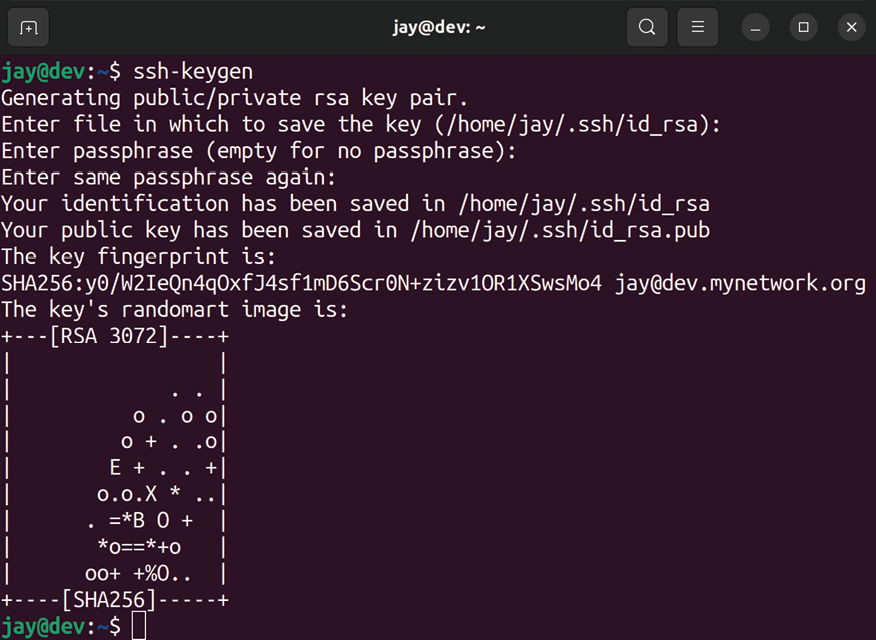 jay@dev: ~
jay@dev:~$ ssh-keygen
Generating public/private rsa key pair.
Enter file in which to save the key (/home/jay/.ssh/id_rsa):
Enter passphrase (empty for no passphrase):
Enter same passphrase again:
Your identification has been saved in /home/jay/.ssh/id_rsa
Your public key has been saved in /home/jay/.ssh/id_rsa.pub
The key fingerprint is:
SHA256:y0/W2IeQn4qOxfJ4sf1mD6Scr0N+zizv1OR1XSwsMo4 jay@dev.mynetwork.org
The key's randomart image is:
+---[RSA 3072]----+
|                 |
|             . . |
|          o . o o|
|         o + . .o|
|        E + . . +|
|       o.o.X * ..|
|      . =*B O +  |
|       *o==*+o   |
|      oo+ +%O..  |
+----[SHA256]-----+
jay@dev:~$